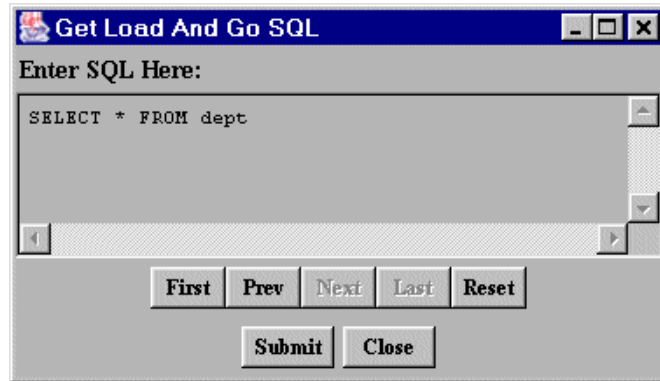 Get Load And Go SQL
Enter SQL Here:
SELECT * FROM dept
First Prev Next Last Reset
Submit Close